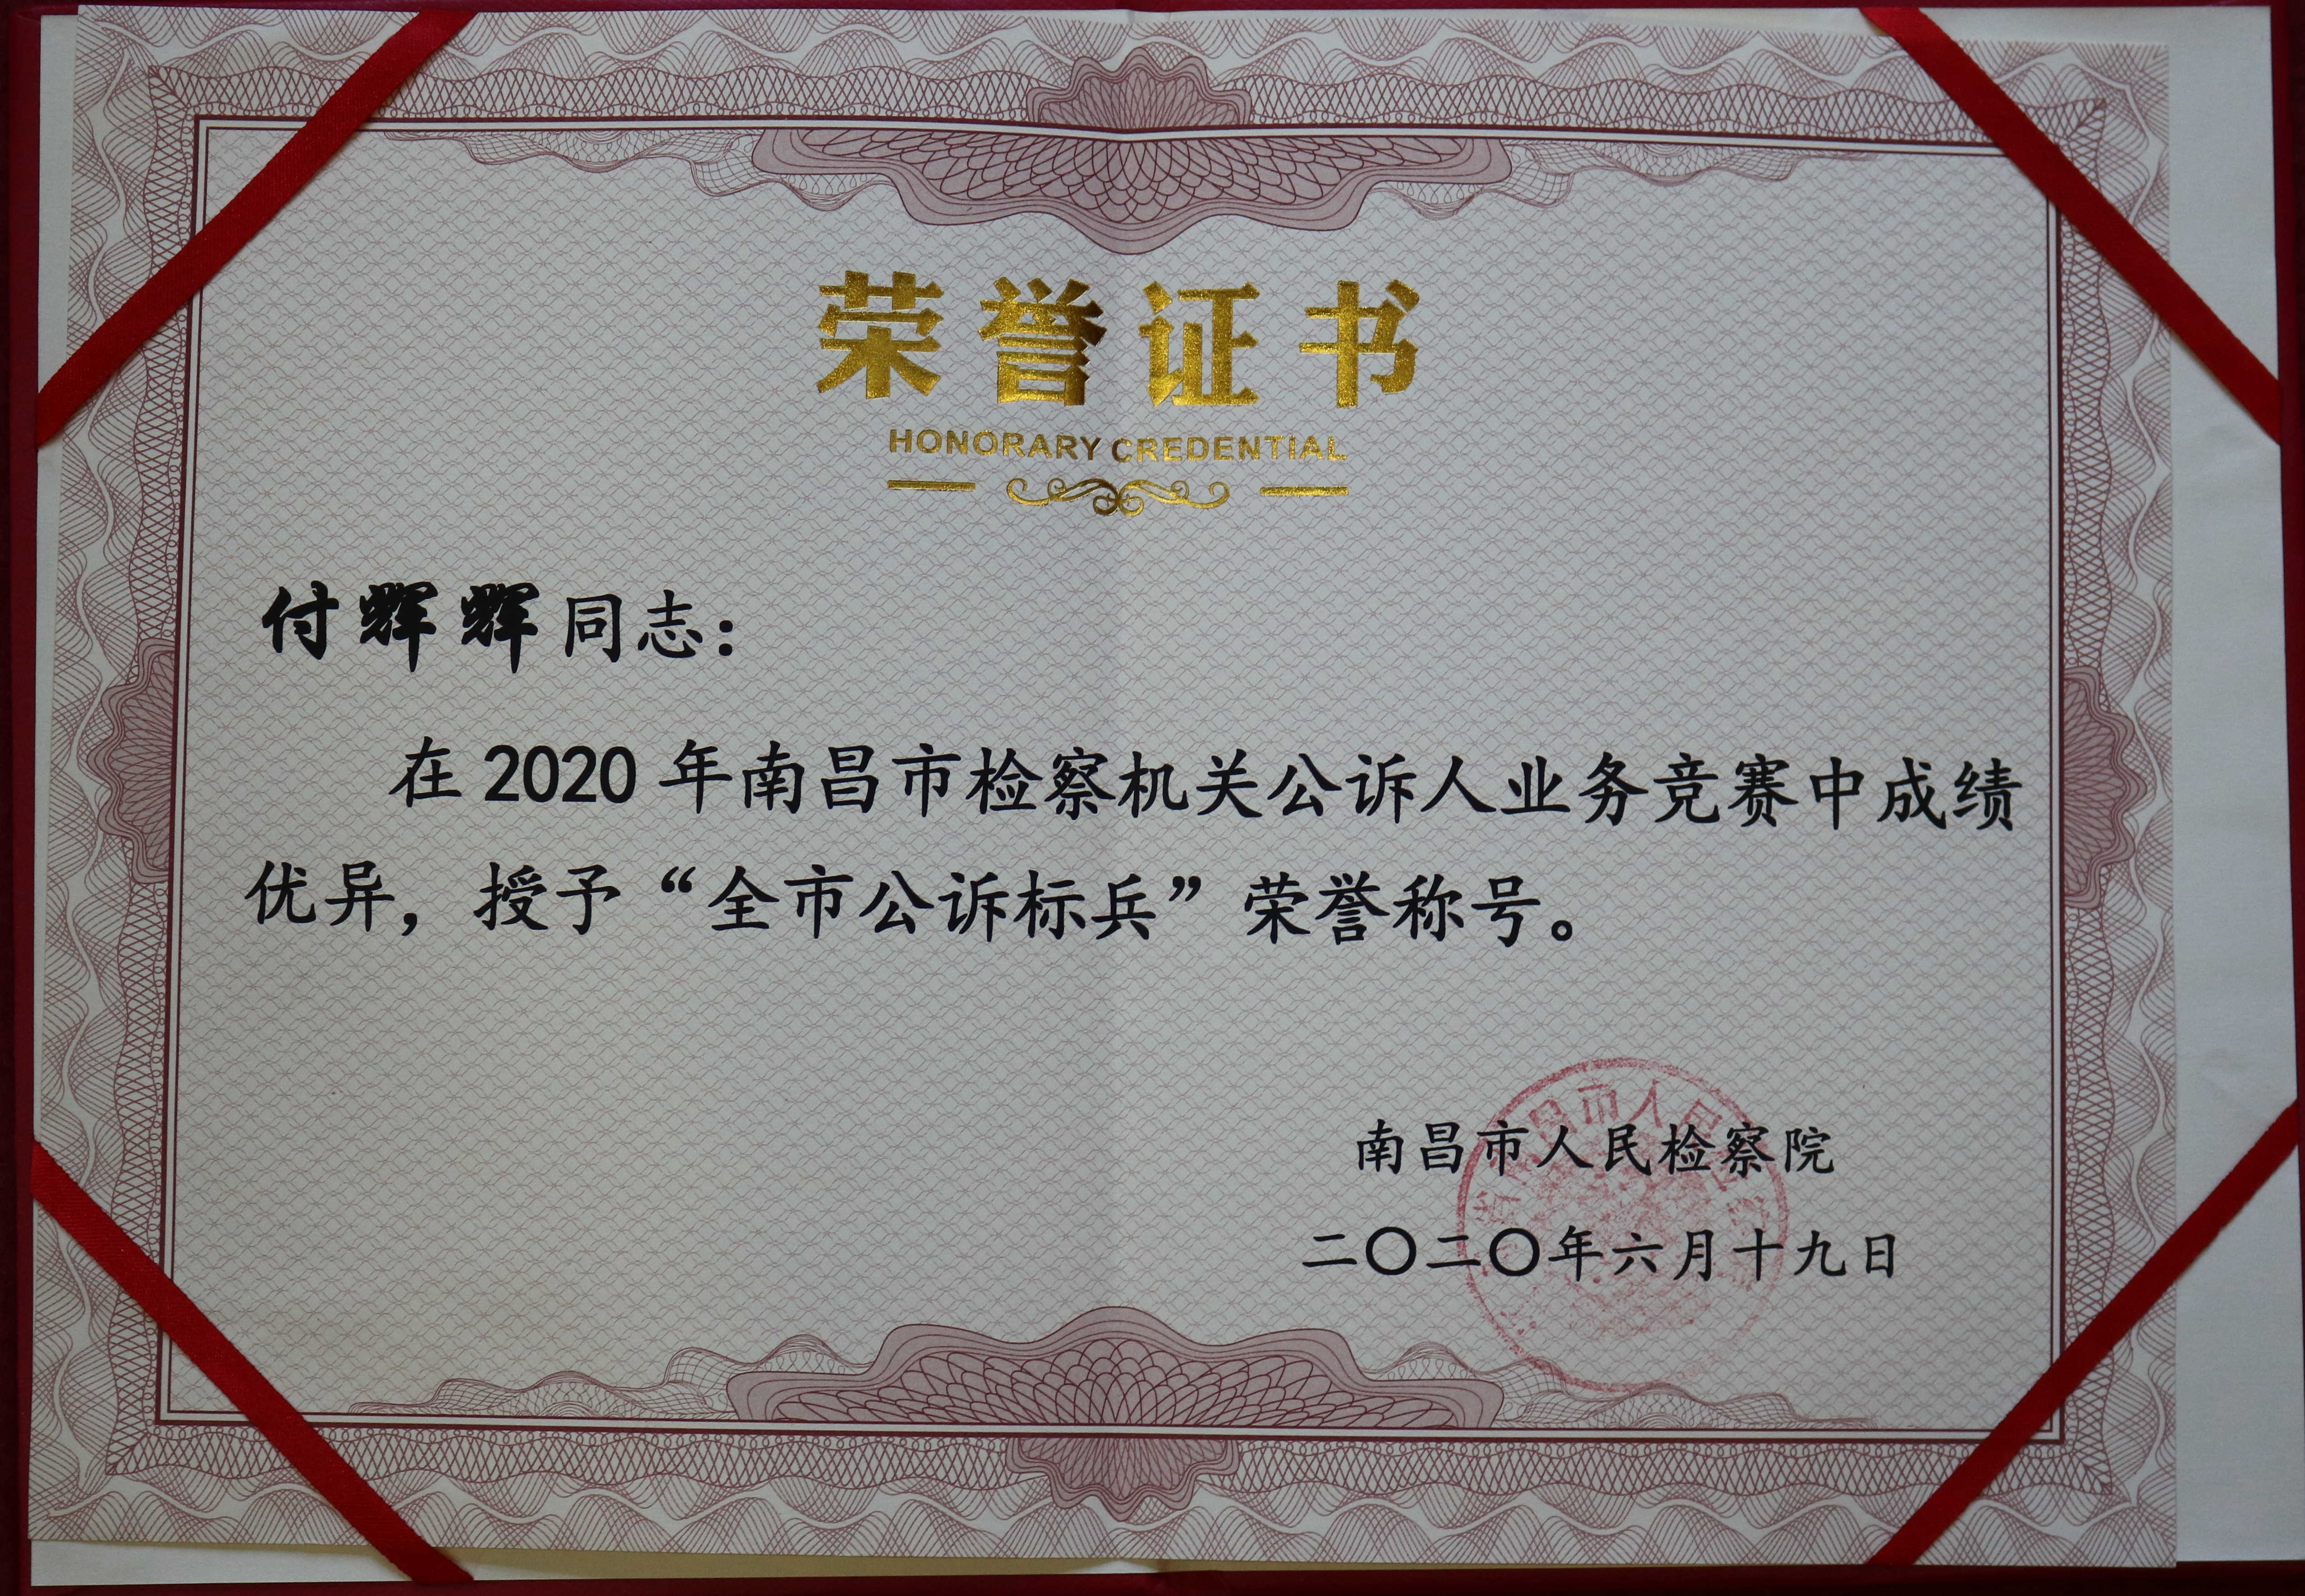 荣誉证书
HONORARY CREDENTIAL
付辉辉同志：
在2020年南昌市检察机关公诉人业务竞赛中成绩
优异，授予“全市公诉标兵”荣誉称号。
南昌市人民检察院
二〇二〇年六月十九日